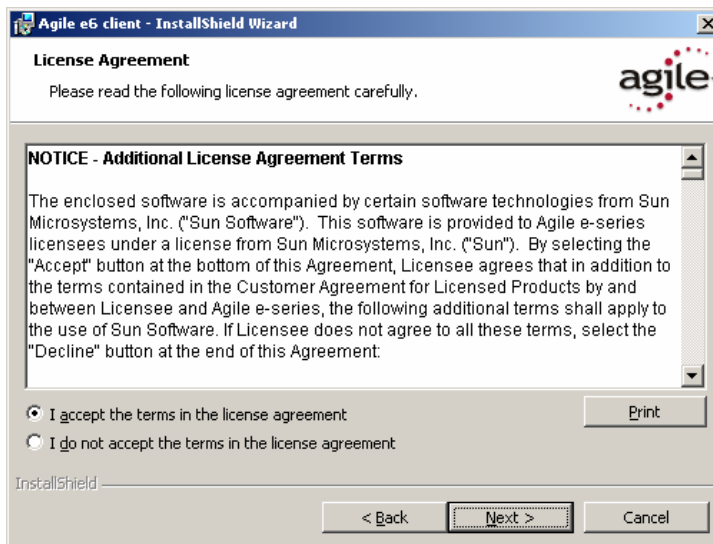 Agile e6 client - InstallShield Wizard
License Agreement
Please read the following license agreement carefully.
agile
NOTICE - Additional License Agreement Terms
The enclosed software is accompanied by certain software technologies from Sun
Microsystems, Inc. ("Sun Software"). This software is provided to Agile e-series
licensees under a license from Sun Microsystems, Inc. ("Sun"). By selecting the
"Accept" button at the bottom of this Agreement, Licensee agrees that in addition to
the terms contained in the Customer Agreement for Licensed Products by and
between Licensee and Agile e-series, the following additional terms shall apply to
the use of Sun Software. If Licensee does not agree to all these terms, select the
"Decline" button at the end of this Agreement:
I accept the terms in the license agreement
Print
I do not accept the terms in the license agreement
InstallShield
< Back
Next >
Cancel